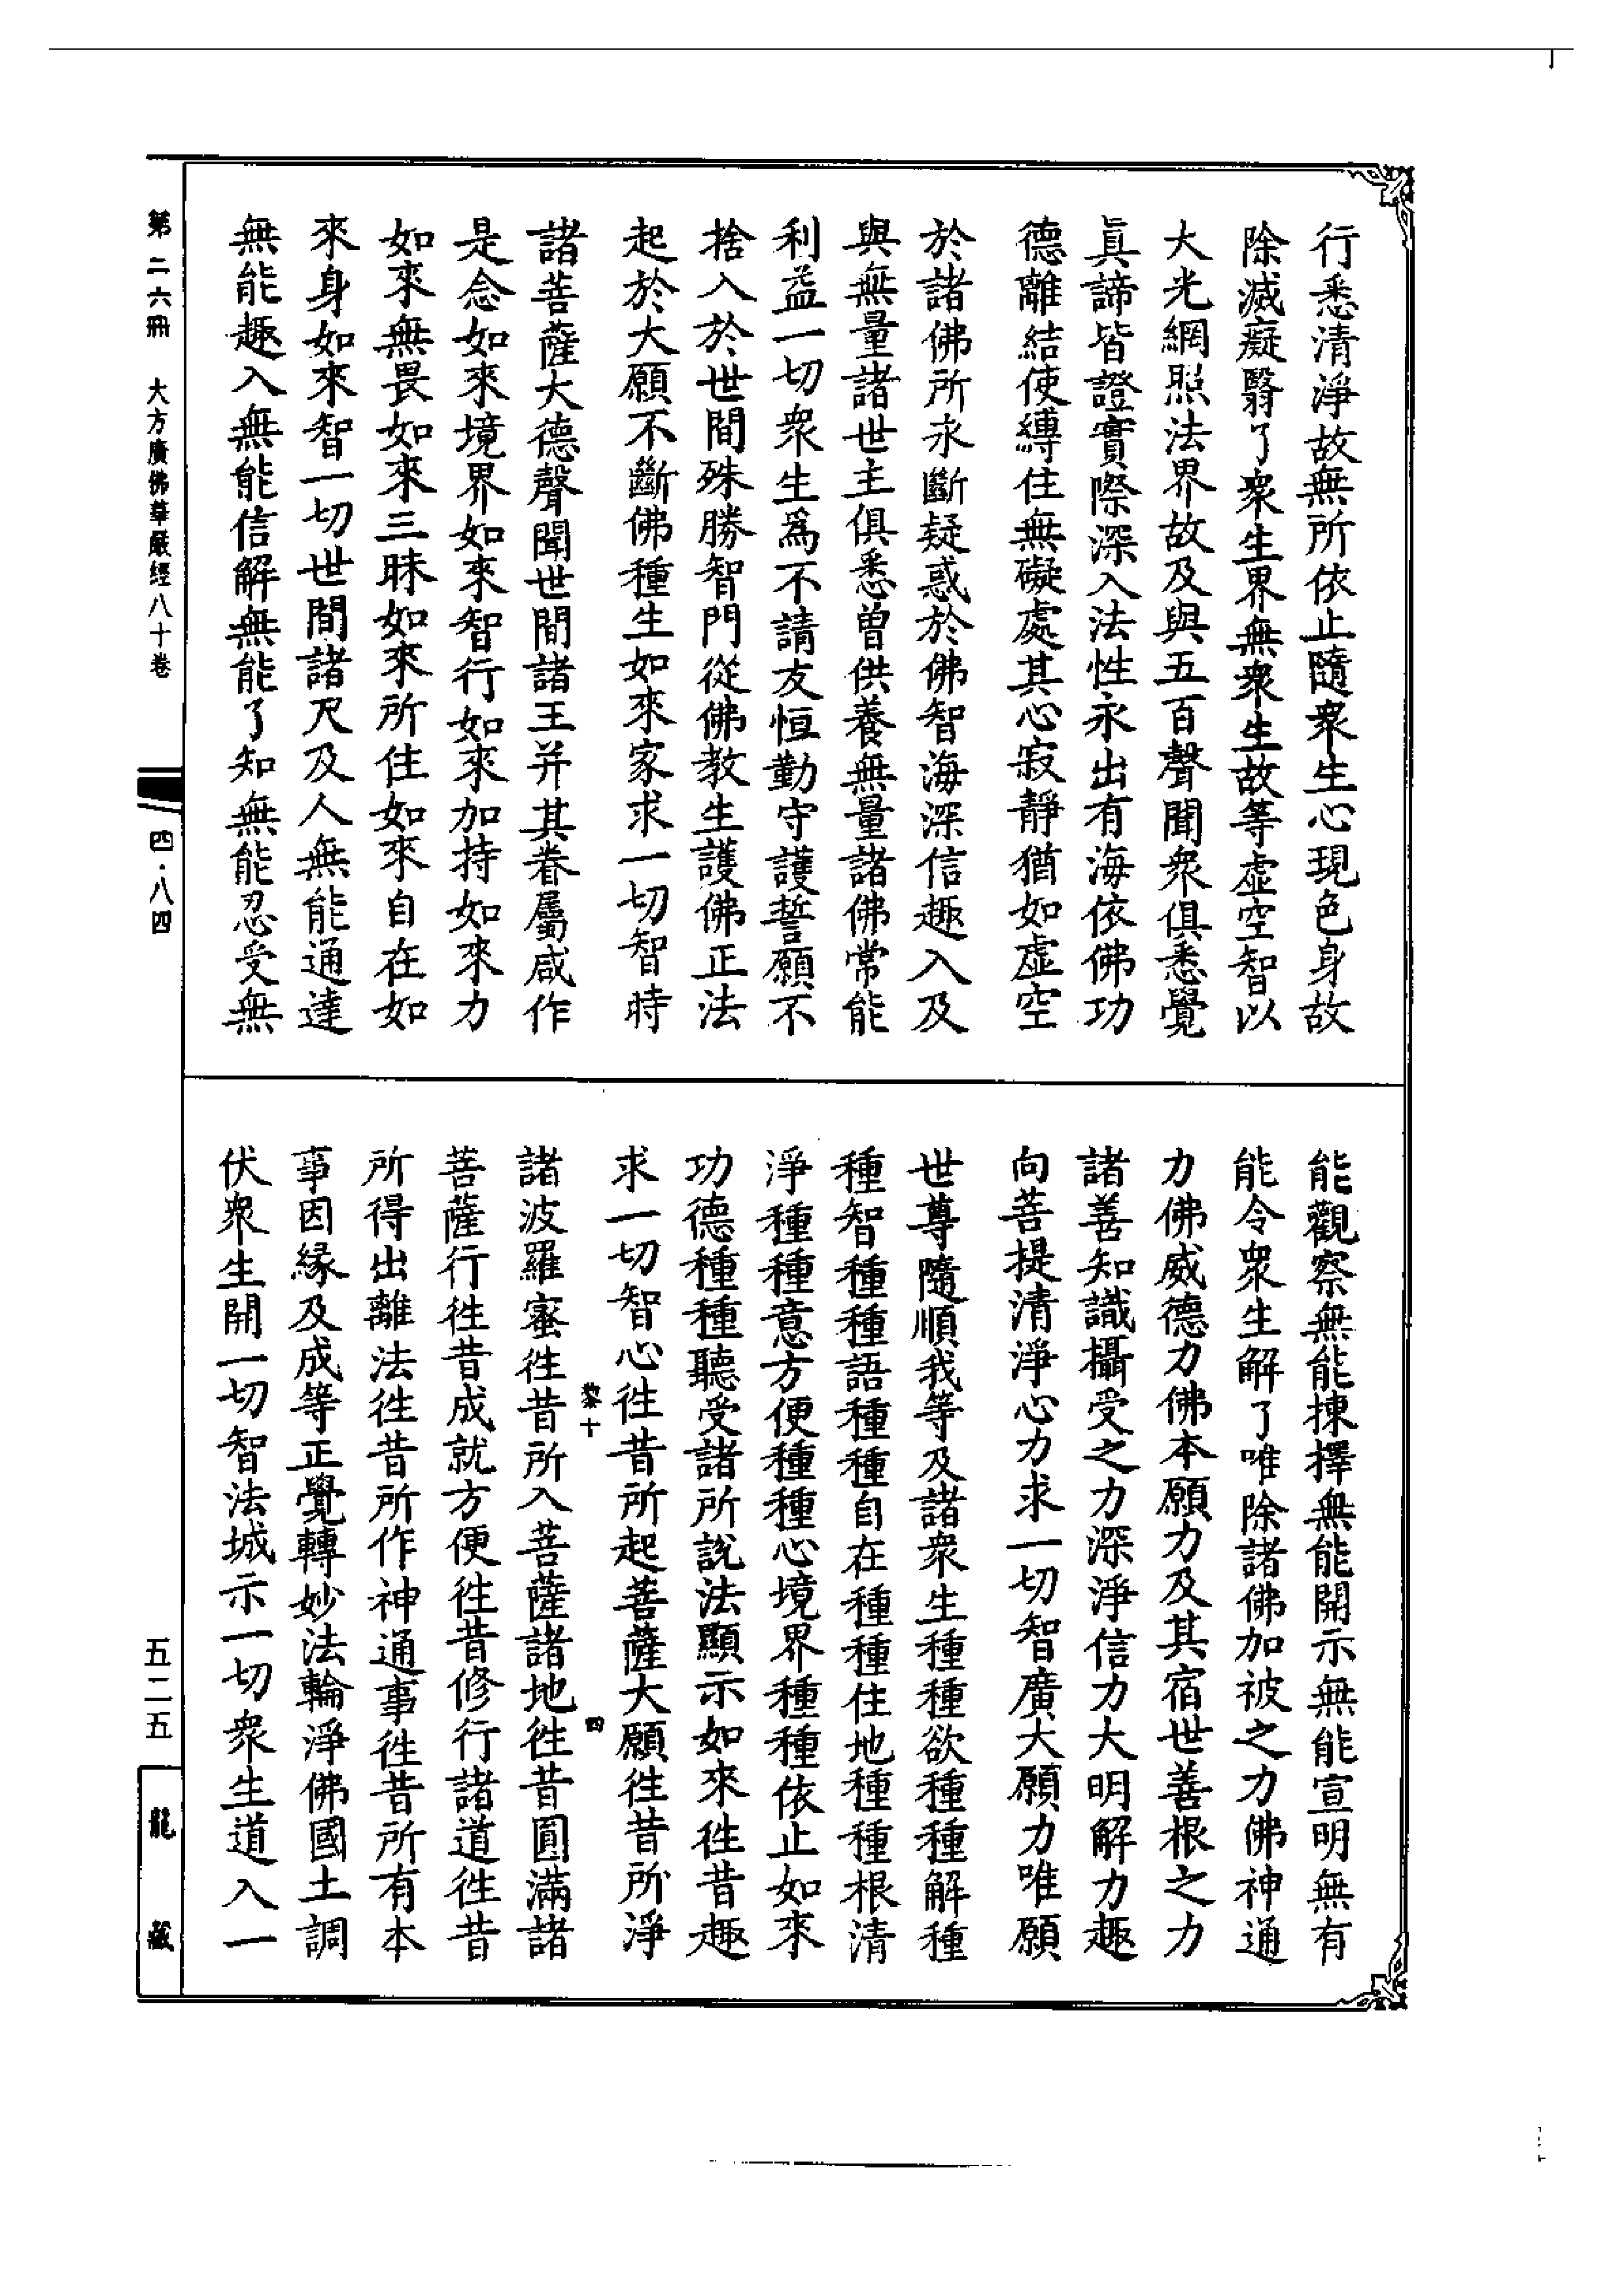 行悉清淨故無所依止隨衆生心現色身故
除滅癡翳了衆生界無衆生故等虛空智以
大光網照法界故及與五百聲聞衆俱悉覺
眞諦皆證實際深入法性永出有海依佛功
德離結使縛住無礙處其心寂靜猶如虛空
於諸佛所永斷疑惑於佛智海深信趣入及
與無量諸世主俱悉曾供養無量諸佛常能
利益一切衆生爲不請友恒勤守護誓願不
捨入於世間殊勝智門從佛教生護佛正法
起於大願不斷佛種生如來家求一切智時
諸菩薩大德聲聞世間諸王并其眷屬咸作
是念如來境界如來智行如來加持如來力
如來無畏如來三昧如來所住如來自在如
來身如來智一切世間諸天及人無能通達
無能趣入無能信解無能了知無能忍受無
能觀察無能揀擇無能開示無能宣明無有
能令衆生解了唯除諸佛加被之力佛神通
力佛威德力佛本願力及其宿世善根之力
諸善知識攝受之力深淨信力大明解力趣
向菩提清淨心力求一切智廣大願力唯願
世尊隨順我等及諸衆生種種欲種種解種
種智種種語種種自在種種住地種種根清
淨種種意方便種種心境界種種依止如來
功德種種聽受諸所說法顯示如來徃昔趣
求一切智心徃昔所起菩薩大願徃昔所淨
黎十 四
諸波羅蜜徃昔所入菩薩諸地徃昔圓滿諸
菩薩行徃昔成就方便徃昔修行諸道徃昔
所得出離法徃昔所作神通事徃昔所有本
事因緣及成等正覺轉妙法輪淨佛國土調
伏衆生開一切智法城示一切衆生道入一
第二六冊 大方廣佛華嚴經八十卷
四·八四
五二五
龍藏